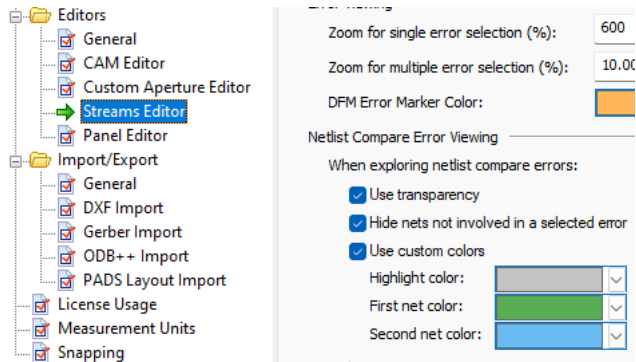 Editors
General
CAM Editor
Custom Aperture Editor
Streams Editor
Panel Editor
Import/Export
General
DXF Import
Gerber Import
ODB++ Import
PADS Layout Import
License Usage
Measurement Units
Snapping
Zoom for single error selection (%): 600
Zoom for multiple error selection (%): 10.00
DFM Error Marker Color:
Netlist Compare Error Viewing
When exploring netlist compare errors:
Use transparency
Hide nets not involved in a selected error
Use custom colors
Highlight color:
First net color:
Second net color: